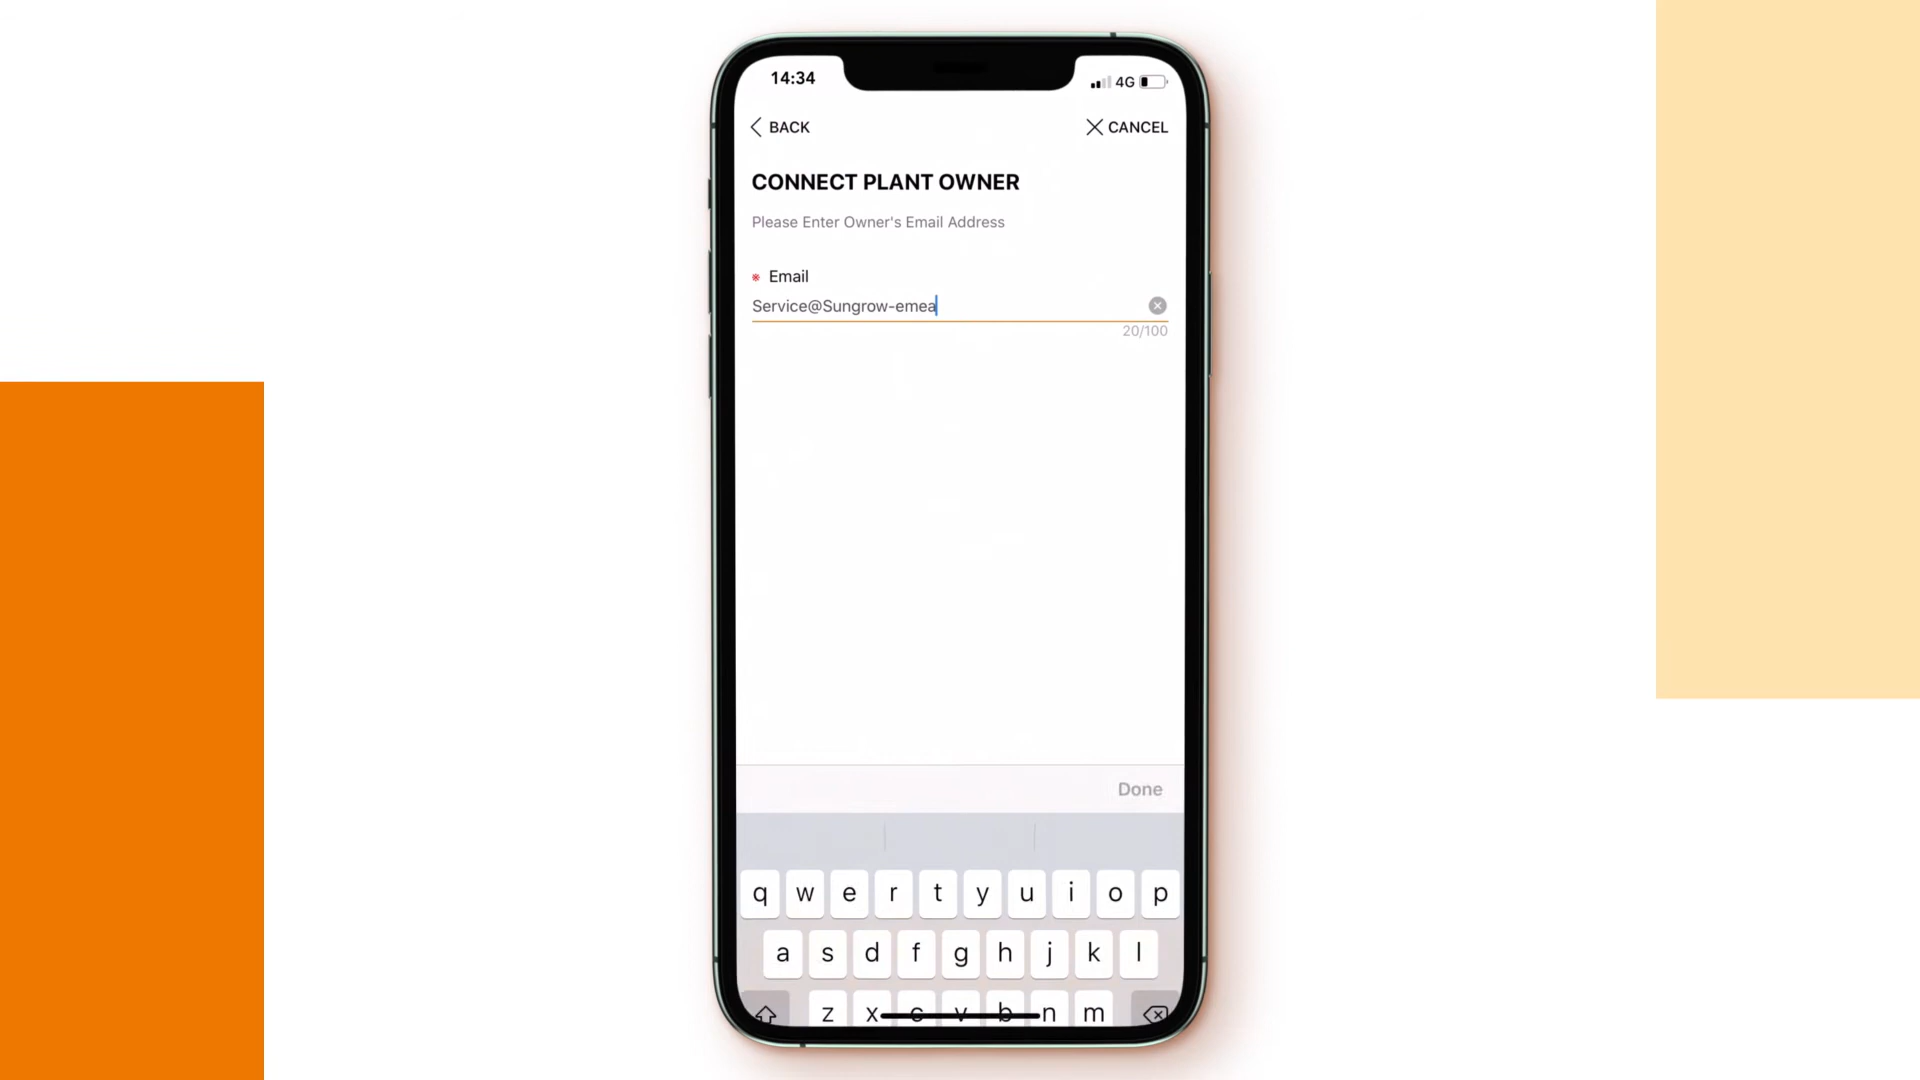 14:34
4G
BACK
CANCEL
CONNECT PLANT OWNER
Please Enter Owner's Email Address
※ Email
Service@Sungrow-emea
20/100
Done
q w e r t y u i o p
a s d f g h j k l
z x c v b n m